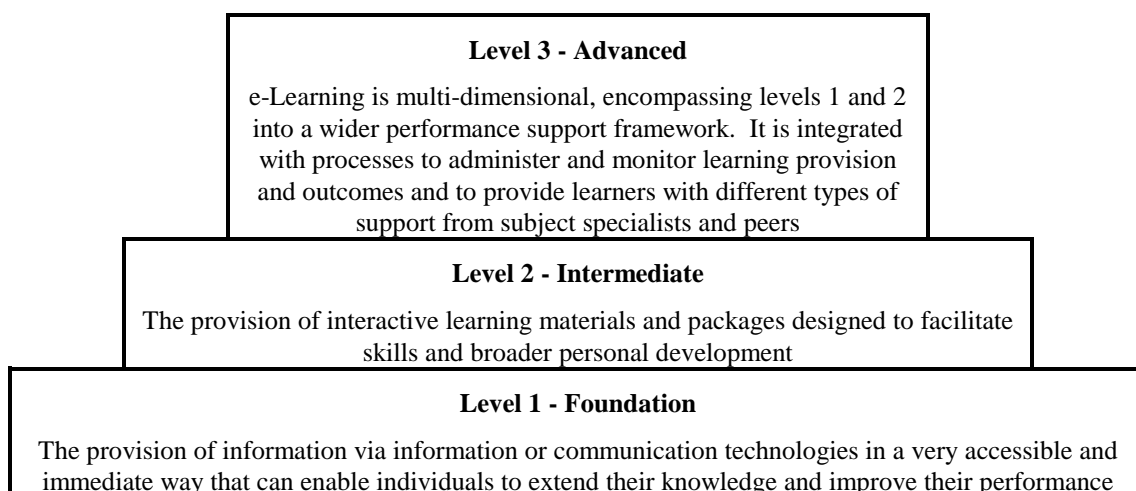 Level 3 - Advanced
e-Learning is multi-dimensional, encompassing levels 1 and 2
into a wider performance support framework.  It is integrated
with processes to administer and monitor learning provision
and outcomes and to provide learners with different types of
support from subject specialists and peers
Level 2 - Intermediate
The provision of interactive learning materials and packages designed to facilitate
skills and broader personal development
Level 1 - Foundation
The provision of information via information or communication technologies in a very accessible and
immediate way that can enable individuals to extend their knowledge and improve their performance